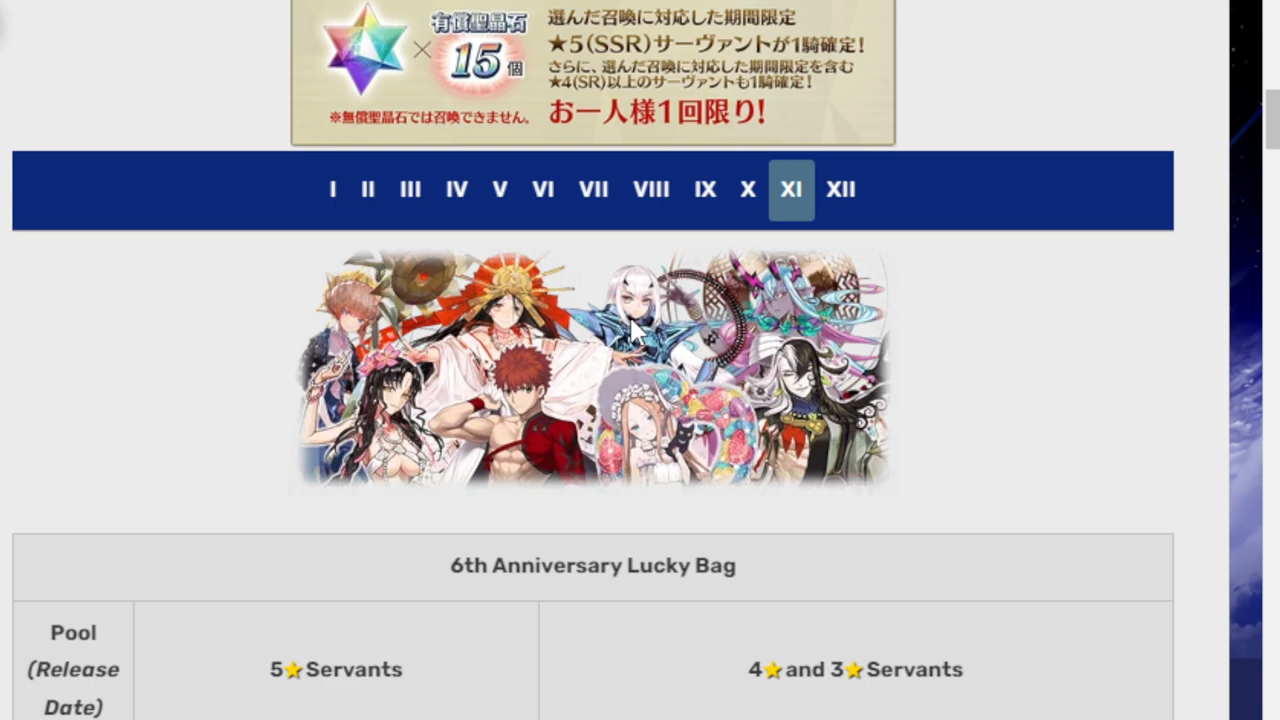 有償聖晶石
× 15個
※無償聖晶石では召喚できません。
選んだ召喚に対応した期間限定
★5(SSR)サーヴァントが1騎確定!
さらに、選んだ召喚に対応した期間限定を含む
★4(SR)以上のサーヴァントも1騎確定!
お一人様1回限り!
I II III IV V VI VII VIII IX X XI XII
6th Anniversary Lucky Bag
Pool
(Release
Date)
5⭐Servants
4⭐and 3⭐Servants